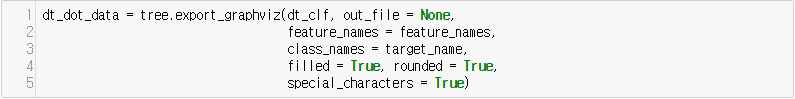 1 dt_dot_data = tree.export_graphviz(dt_clf, out_file = None,
2 feature_names = feature_names,
3 class_names = target_name,
4 filled = True, rounded = True,
5 special_characters = True)